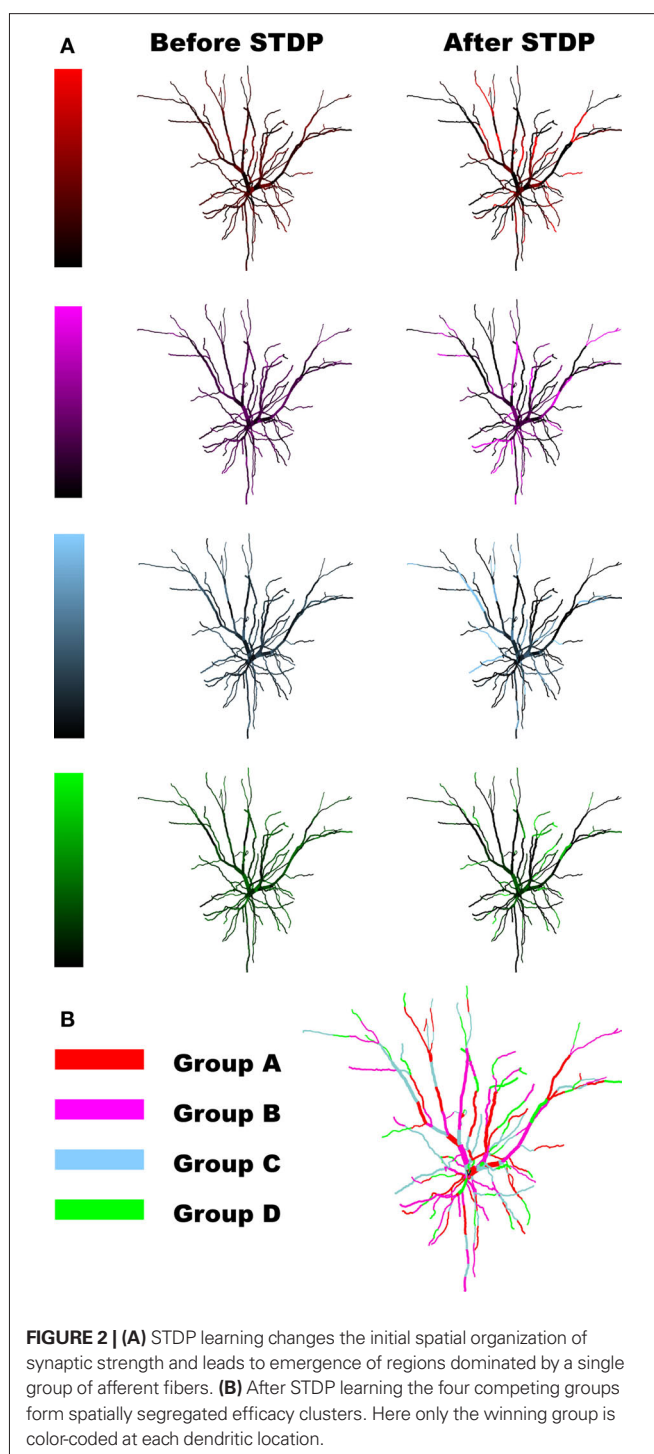 A
Before STDP
After STDP
B
Group A
Group B
Group C
Group D
FIGURE 2 | (A) STDP learning changes the initial spatial organization of
synaptic strength and leads to emergence of regions dominated by a single
group of afferent fibers. (B) After STDP learning the four competing groups
form spatially segregated efficacy clusters. Here only the winning group is
color-coded at each dendritic location.